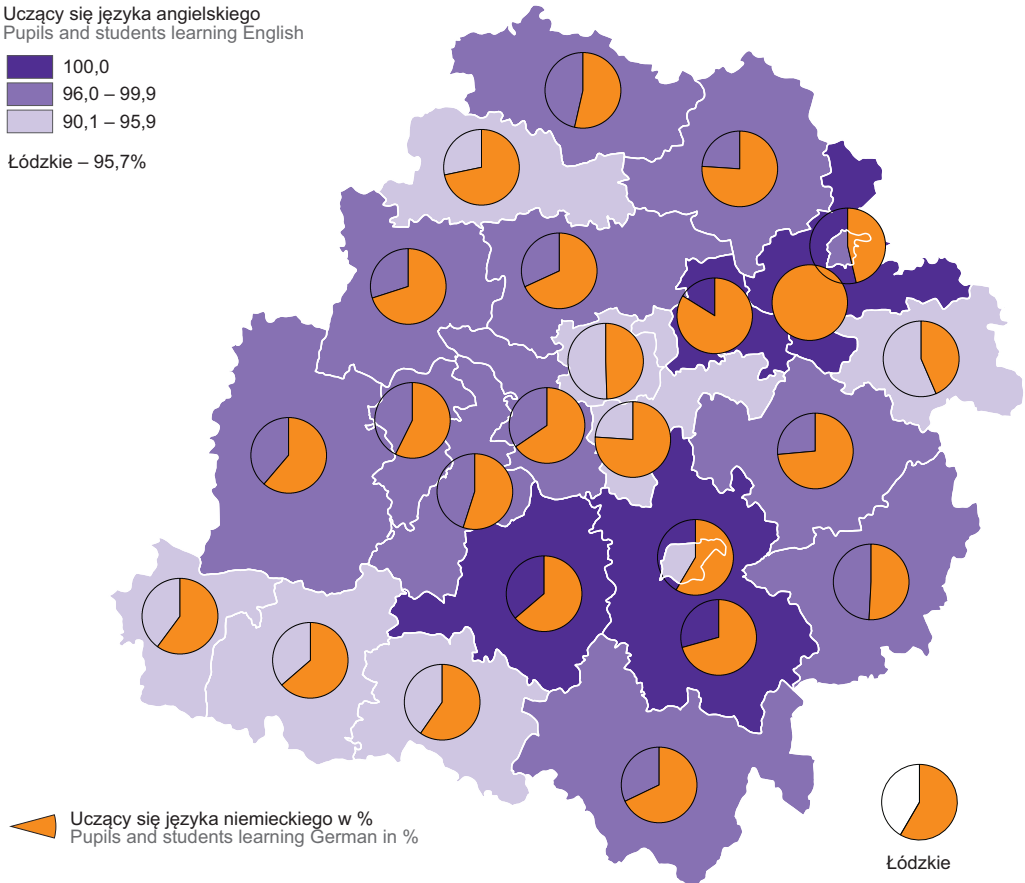 Uczący się języka angielskiego
Pupils and students learning English
100,0
96,0 – 99,9
90,1 – 95,9
Łódzkie – 95,7%
Uczący się języka niemieckiego w %
Pupils and students learning German in %
Łódzkie